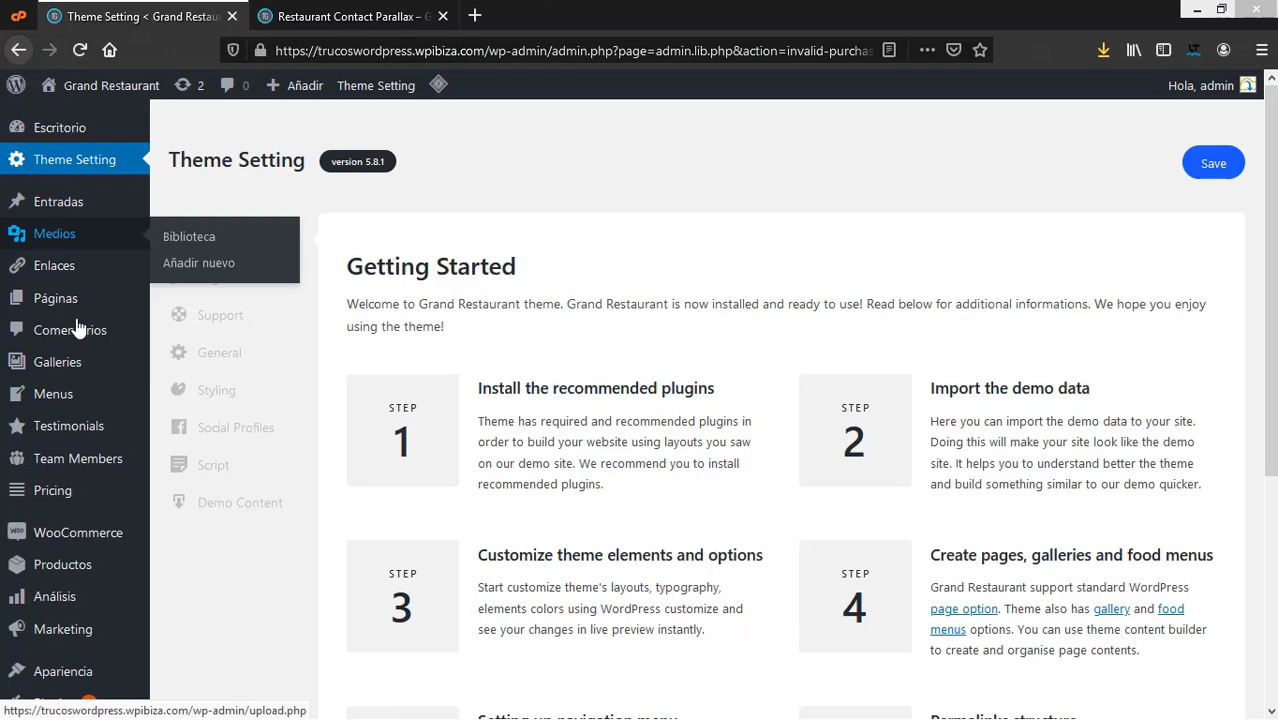 Theme Setting < Grand Restau
Restaurant Contact Parallax – G
https://trucoswordpress.wpibiza.com/wp-admin/admin.php?page=admin.lib.php&action=invalid-purchas
Grand Restaurant 2 0 Añadir Theme Setting Hola, admin
Escritorio
Theme Setting
Entradas
Medios
Enlaces
Páginas
Comentarios
Galleries
Menus
Testimonials
Team Members
Pricing
WooCommerce
Productos
Análisis
Marketing
Apariencia
Biblioteca
Añadir nuevo
Theme Setting version 5.8.1 Save
Support
General
Styling
Social Profiles
Script
Demo Content
Getting Started
Welcome to Grand Restaurant theme. Grand Restaurant is now installed and ready to use! Read below for additional informations. We hope you enjoy
using the theme!
STEP
1
Install the recommended plugins
Theme has required and recommended plugins in
order to build your website using layouts you saw
on our demo site. We recommend you to install
recommended plugins.
STEP
2
Import the demo data
Here you can import the demo data to your site.
Doing this will make your site look like the demo
site. It helps you to understand better the theme
and build something similar to our demo quicker.
STEP
3
Customize theme elements and options
Start customize theme's layouts, typography,
elements colors using WordPress customize and
see your changes in live preview instantly.
STEP
4
Create pages, galleries and food menus
Grand Restaurant support standard WordPress
page option. Theme also has gallery and food
menus options. You can use theme content builder
to create and organise page contents.
https://trucoswordpress.wpibiza.com/wp-admin/upload.php